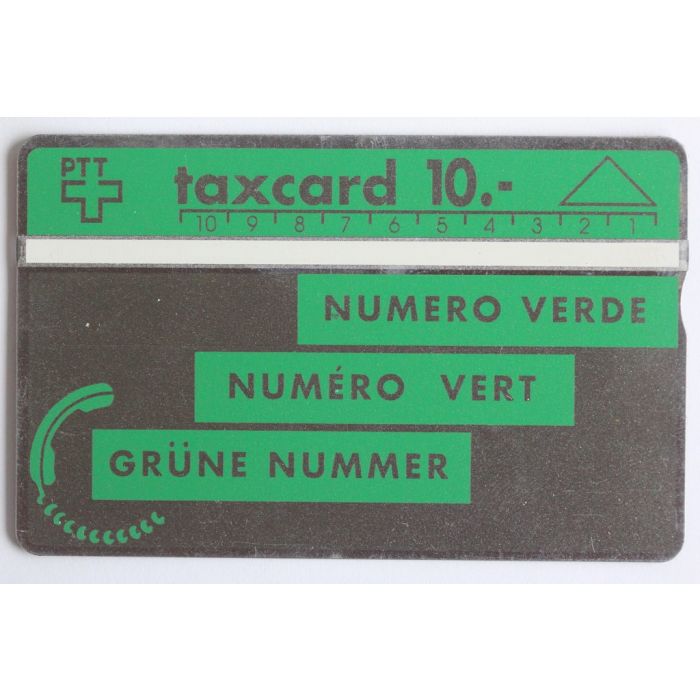 PTT
taxcard 10.-
10 9 8 7 6 5 4 3 2 1
NUMERO VERDE
NUMÉRO VERT
GRÜNE NUMMER